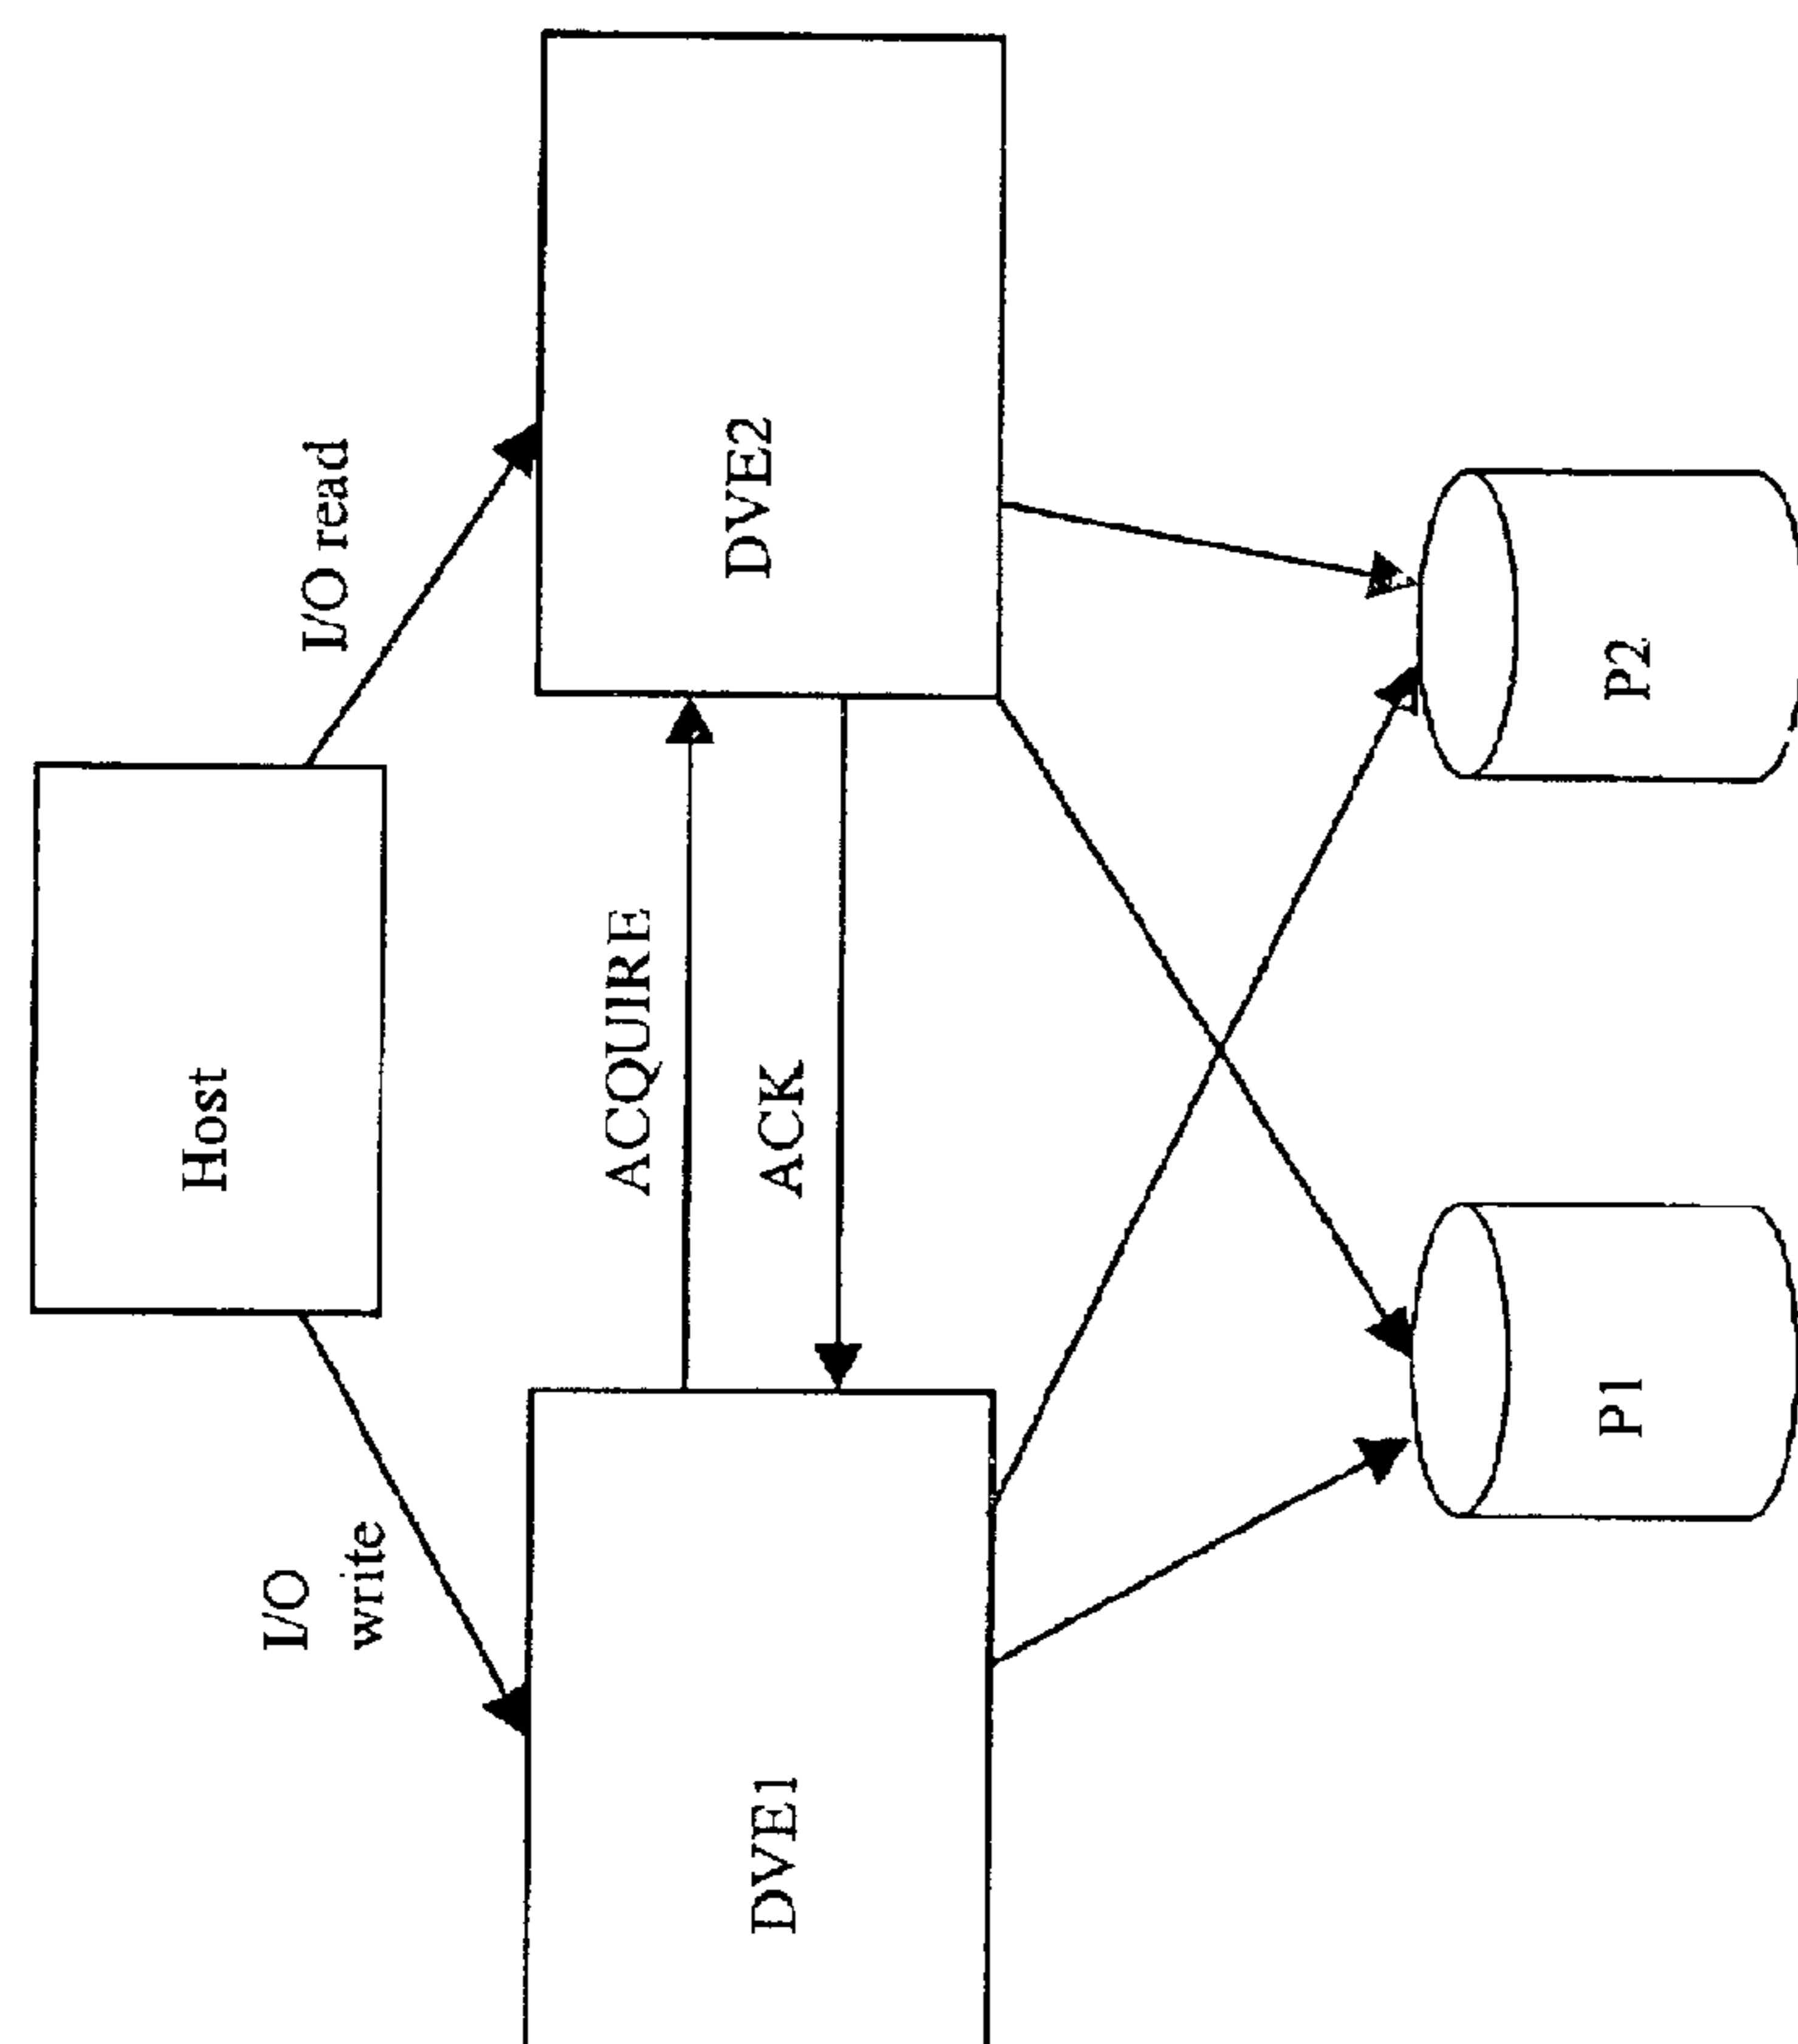 Host
I/O
write
I/O read
ACQUIRE
ACK
DVE1
DVE2
P1
P2